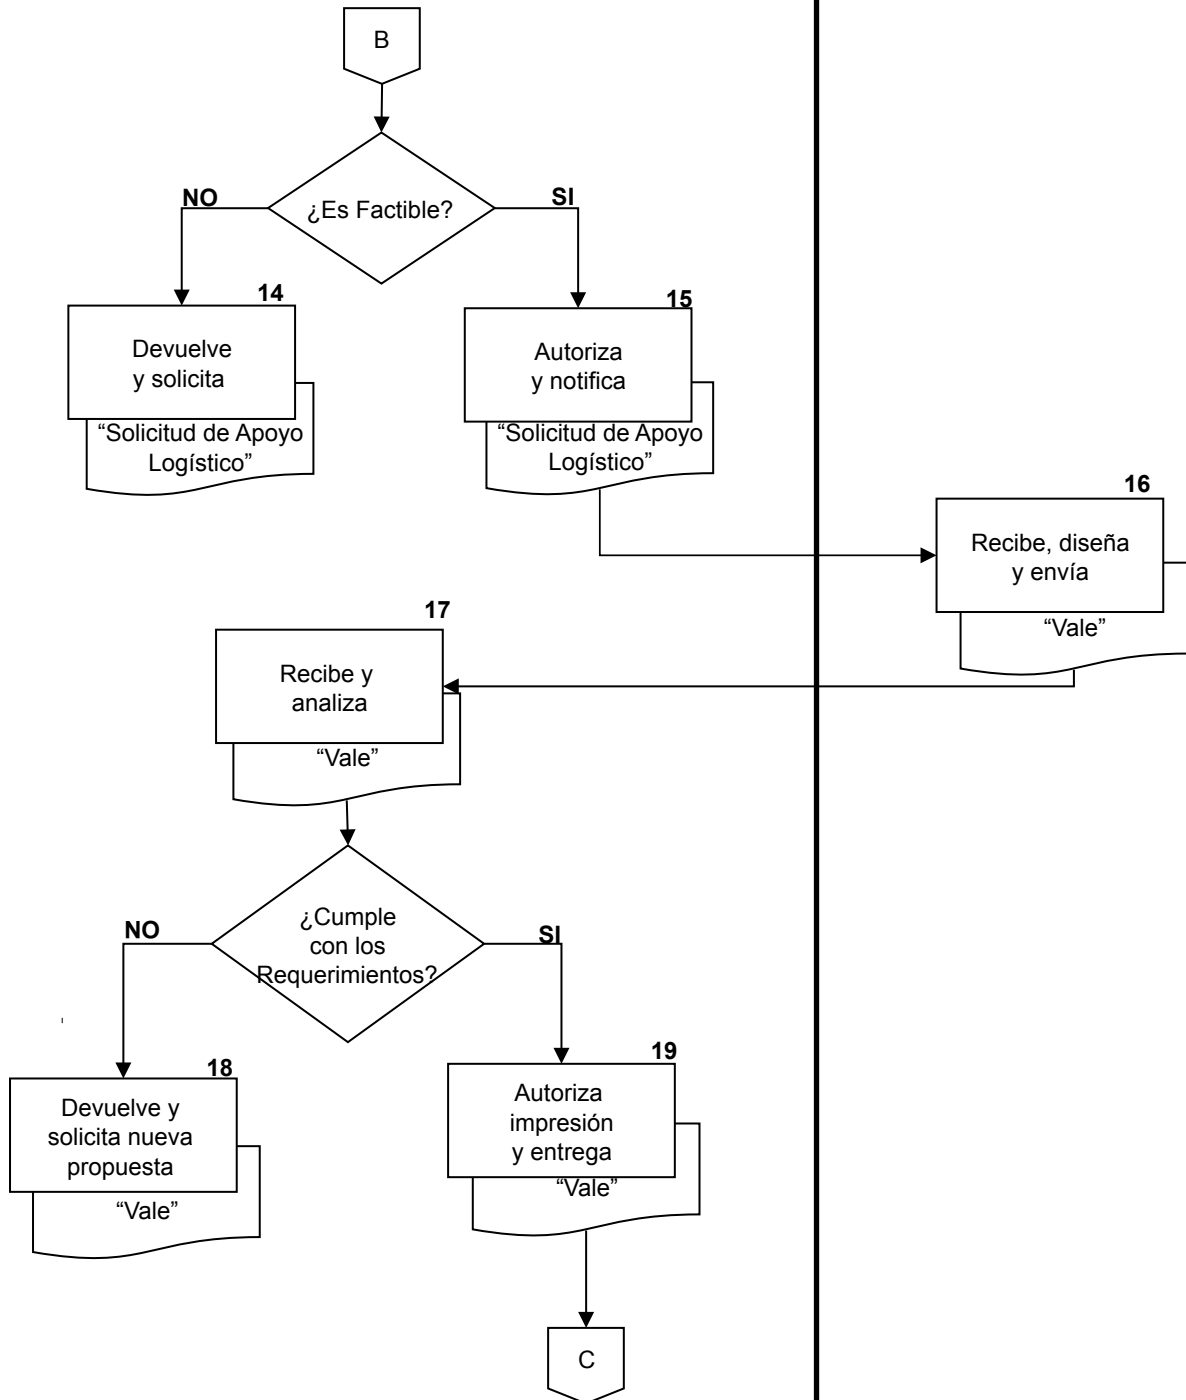 B
¿Es Factible?
NO
SI
14
Devuelve
y solicita
“Solicitud de Apoyo
Logístico”
15
Autoriza
y notifica
“Solicitud de Apoyo
Logístico”
16
Recibe, diseña
y envía
“Vale”
17
Recibe y
analiza
“Vale”
¿Cumple
con los
Requerimientos?
NO
SI
18
Devuelve y
solicita nueva
propuesta
“Vale”
19
Autoriza
impresión
y entrega
“Vale”
C